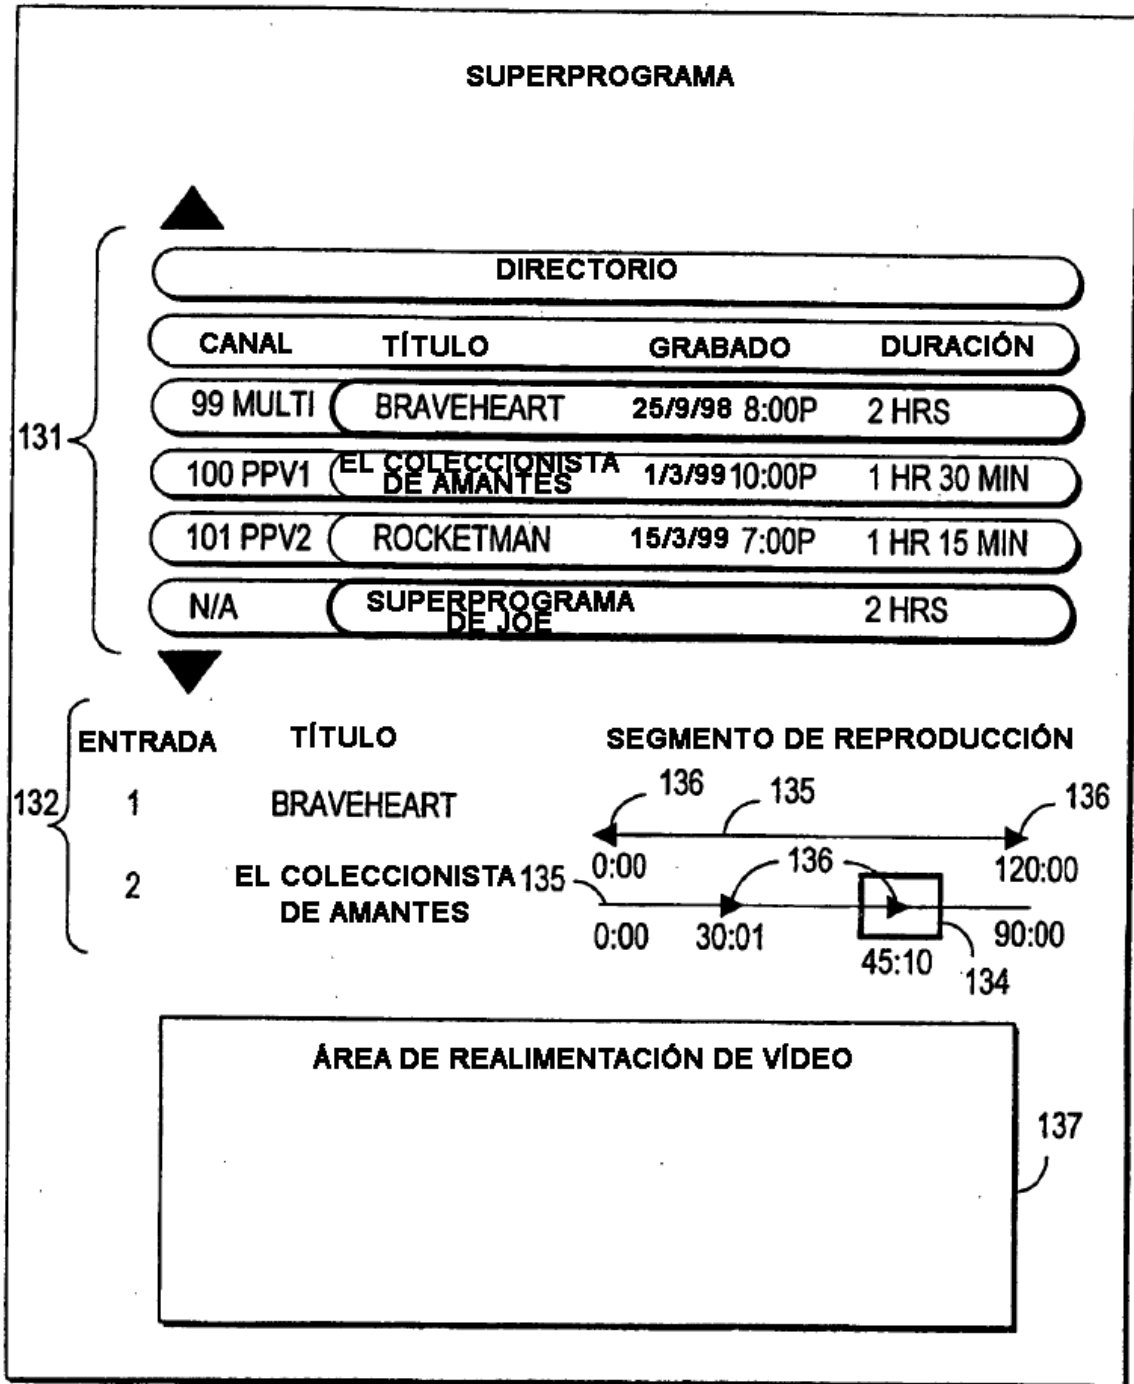 SUPERPROGRAMA
DIRECTORIO
CANAL TÍTULO GRABADO DURACIÓN
99 MULTI BRAVEHEART 25/9/98 8:00P 2 HRS
131
100 PPV1 EL COLECCIONISTA DE AMANTES 1/3/99 10:00P 1 HR 30 MIN
101 PPV2 ROCKETMAN 15/3/99 7:00P 1 HR 15 MIN
N/A SUPERPROGRAMA DE JOE 2 HRS
ENTRADA TÍTULO SEGMENTO DE REPRODUCCIÓN
136 135 136
132 1 BRAVEHEART
0:00 136 120:00
2 EL COLECCIONISTA 135
DE AMANTES
0:00 30:01 90:00
45:10 134
ÁREA DE REALIMENTACIÓN DE VÍDEO
137